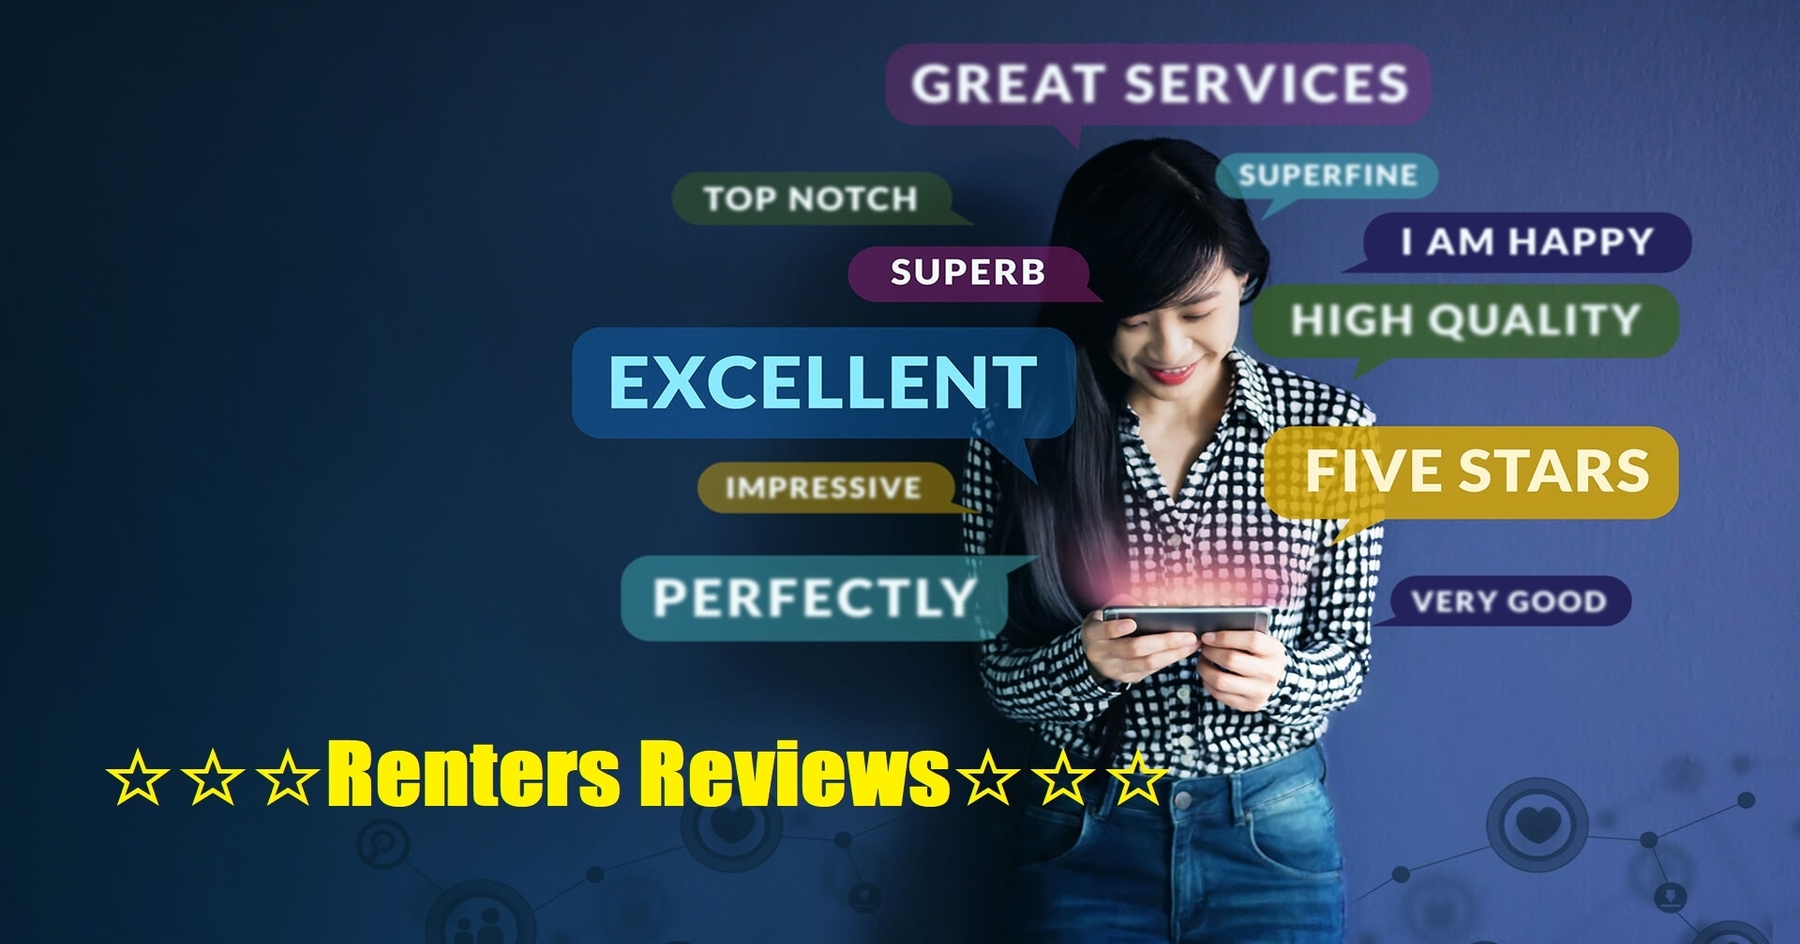 GREAT SERVICES
SUPERFINE
TOP NOTCH
I AM HAPPY
SUPERB
HIGH QUALITY
EXCELLENT
FIVE STARS
IMPRESSIVE
PERFECTLY
VERY GOOD
☆☆☆Renters Reviews☆☆☆